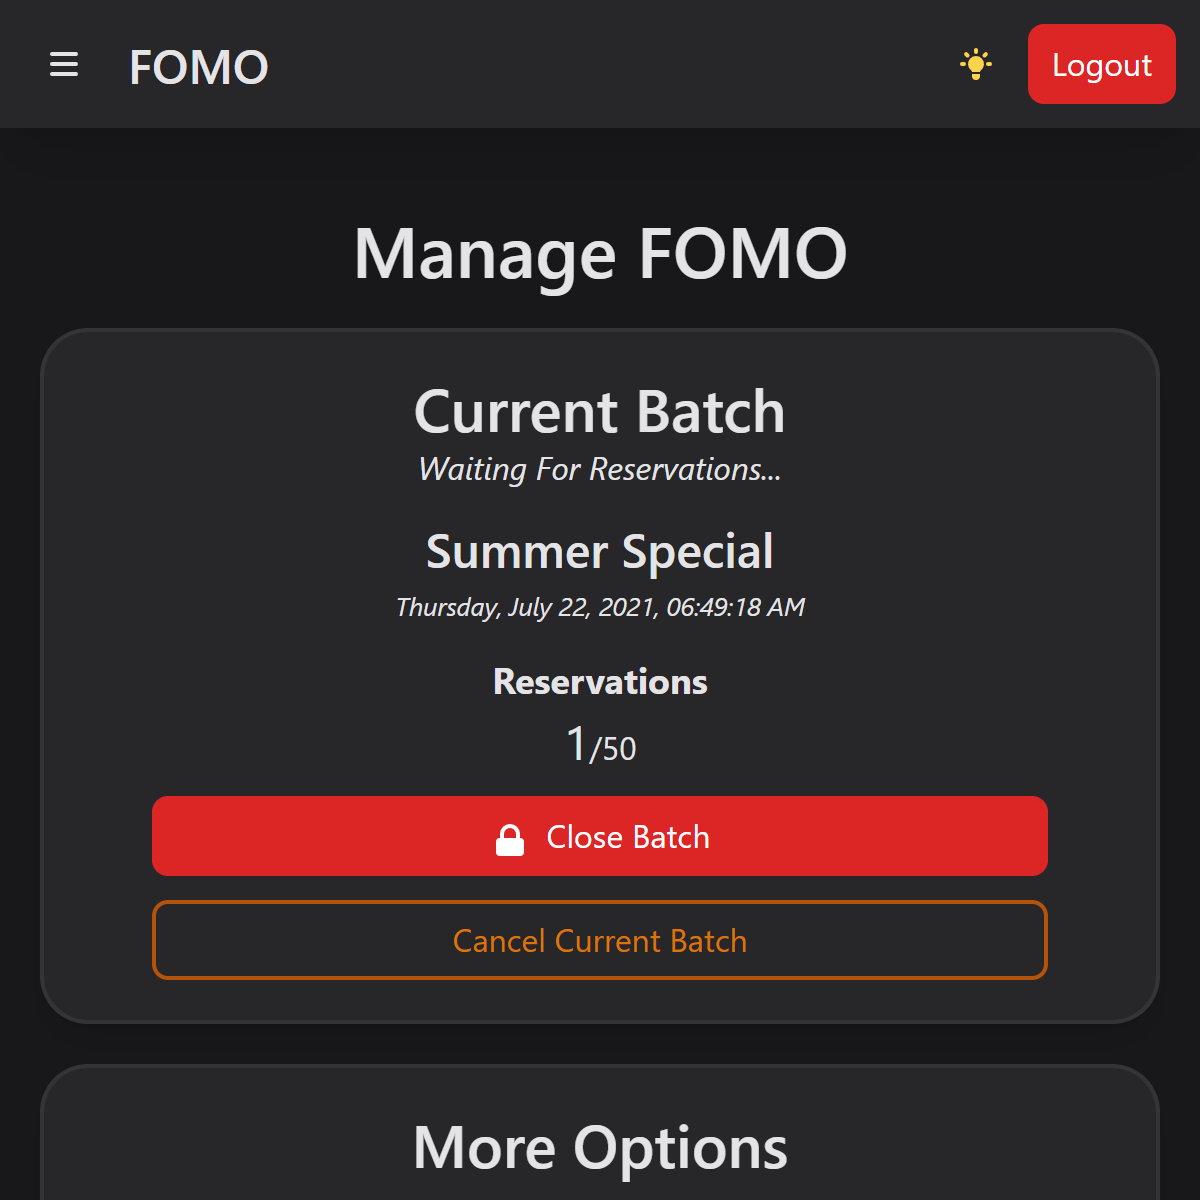 FOMO
Logout
Manage FOMO
Current Batch
Waiting For Reservations...
Summer Special
Thursday, July 22, 2021, 06:49:18 AM
Reservations
1/50
Close Batch
Cancel Current Batch
More Options